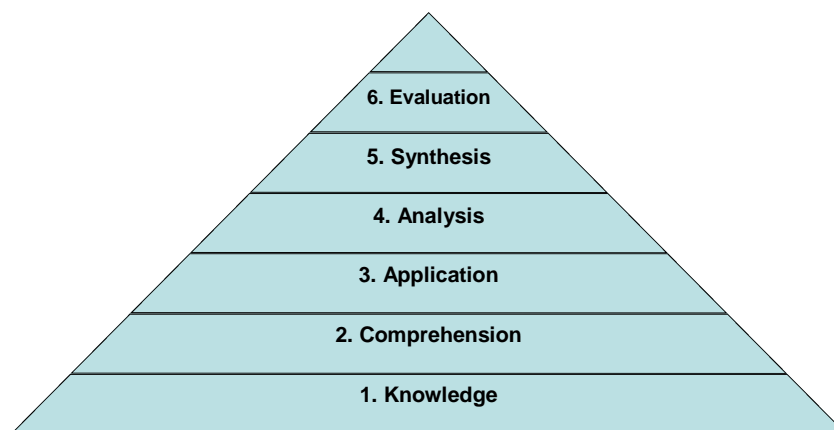 6. Evaluation
5. Synthesis
4. Analysis
3. Application
2. Comprehension
1. Knowledge